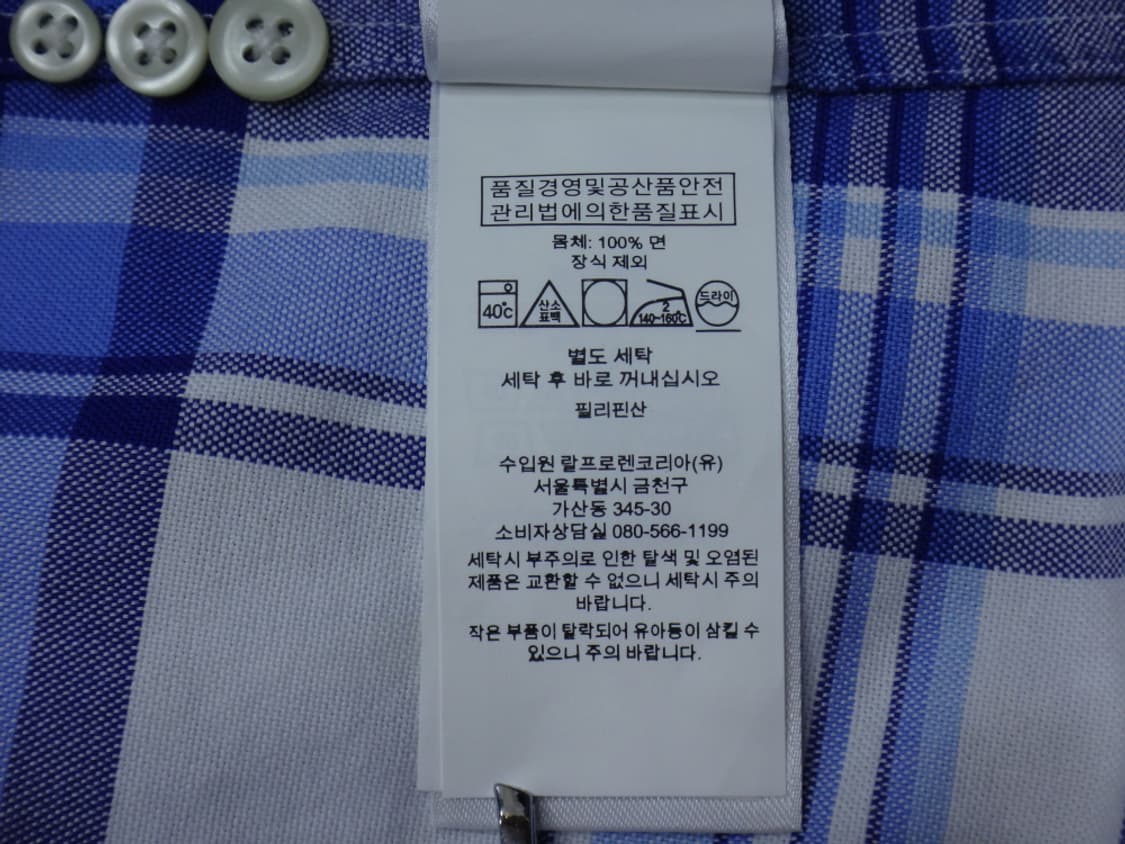 품질경영및공산품안전
관리법에의한품질표시
몸체: 100% 면
장식 제외
40℃ 산소 표백 2 140~160℃ 드라이
별도 세탁
세탁 후 바로 꺼내십시오
필리핀산
수입원 랄프로렌코리아(유)
서울특별시 금천구
가산동 345-30
소비자상담실 080-566-1199
세탁시 부주의로 인한 탈색 및 오염된
제품은 교환할 수 없으니 세탁시 주의
바랍니다.
작은 부품이 탈락되어 유아등이 삼킬 수
있으니 주의 바랍니다.